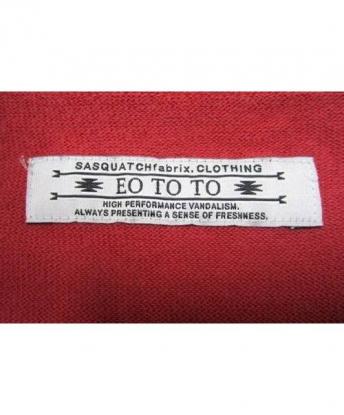 SASQUATCHfabrix.CLOTHING
EO TO TO
HIGH PERFORMANCE VANDALISM.
ALWAYS PRESENTING A SENSE OF FRESHNESS.